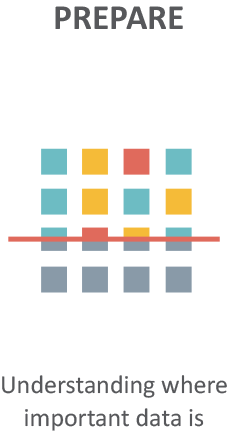 PREPARE
Understanding where
important data is